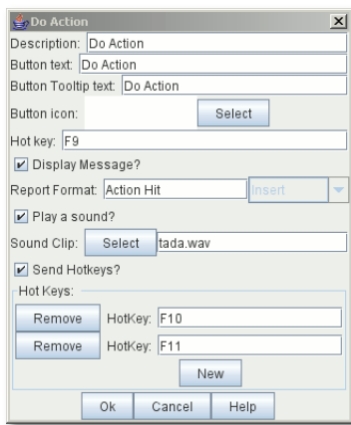 Do Action
Description: Do Action
Button text: Do Action
Button Tooltip text: Do Action
Button icon: Select
Hot key: F9
Display Message?
Report Format: Action Hit Insert
Play a sound?
Sound Clip: Select tada.wav
Send Hotkeys?
Hot Keys:
Remove HotKey: F10
Remove HotKey: F11
New
Ok Cancel Help